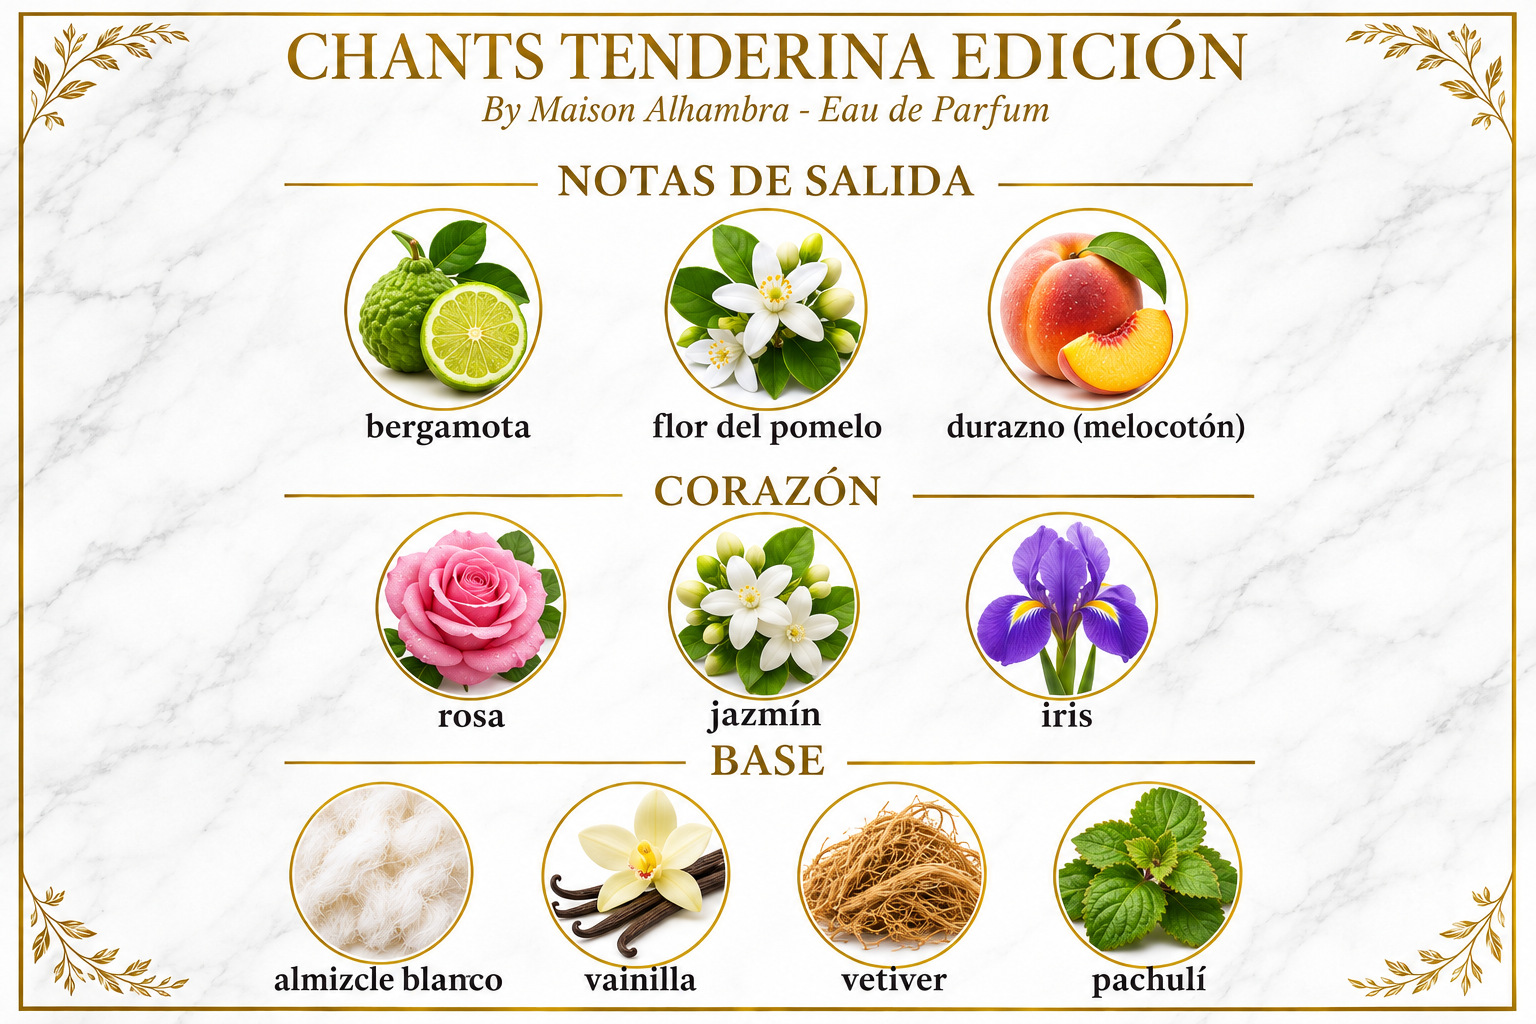 CHANTS TENDERINA EDICIÓN
By Maison Alhambra - Eau de Parfum
NOTAS DE SALIDA
bergamota
flor del pomelo
durazno (melocotón)
CORAZÓN
rosa
jazmín
iris
BASE
almizcle blanco
vainilla
vetiver
pachulí